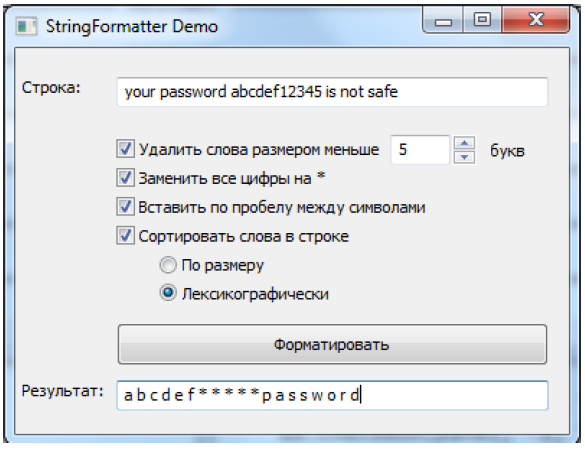 StringFormatter Demo
Строка: your password abcdef12345 is not safe
Удалить слова размером меньше 5 букв
Заменить все цифры на *
Вставить по пробелу между символами
Сортировать слова в строке
По размеру
Лексикографически
Форматировать
Результат: a b c d e f * * * * * p a s s w o r d